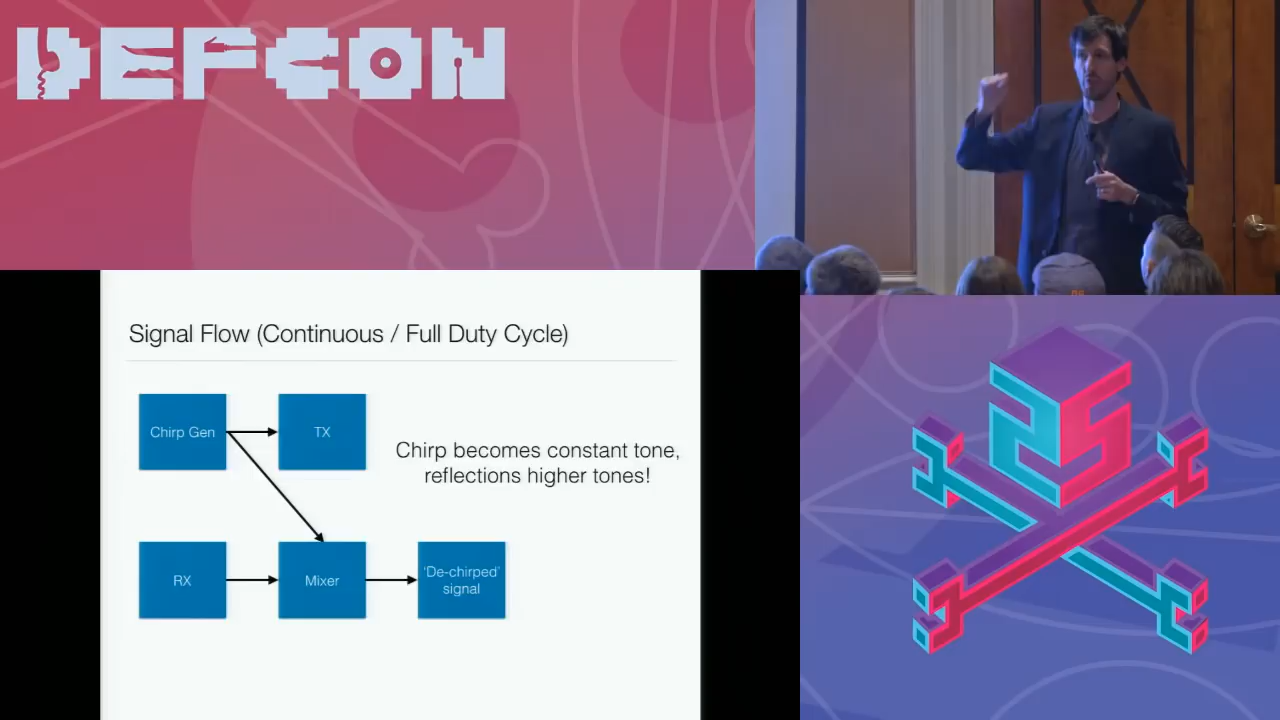 DEFCON
Signal Flow (Continuous / Full Duty Cycle)
Chirp Gen
TX
Chirp becomes constant tone,
reflections higher tones!
RX
Mixer
'De-chirped'
signal
25